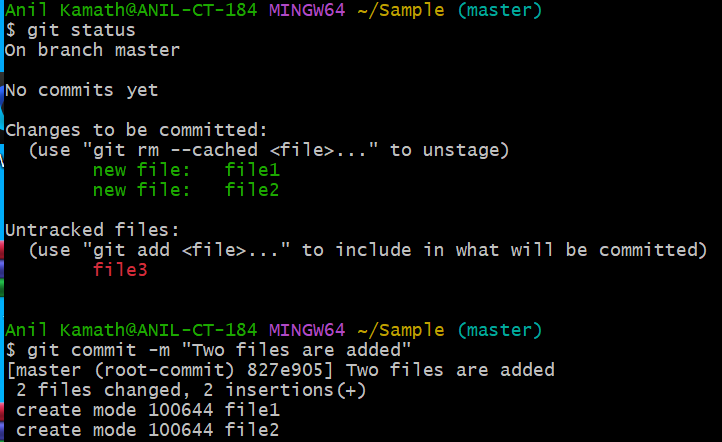 Anil Kamath@ANIL-CT-184 MINGW64 ~/Sample (master)
$ git status
On branch master
No commits yet
Changes to be committed:
(use "git rm --cached <file>..." to unstage)
new file:   file1
new file:   file2
Untracked files:
(use "git add <file>..." to include in what will be committed)
file3
Anil Kamath@ANIL-CT-184 MINGW64 ~/Sample (master)
$ git commit -m "Two files are added"
[master (root-commit) 827e905] Two files are added
2 files changed, 2 insertions(+)
create mode 100644 file1
create mode 100644 file2